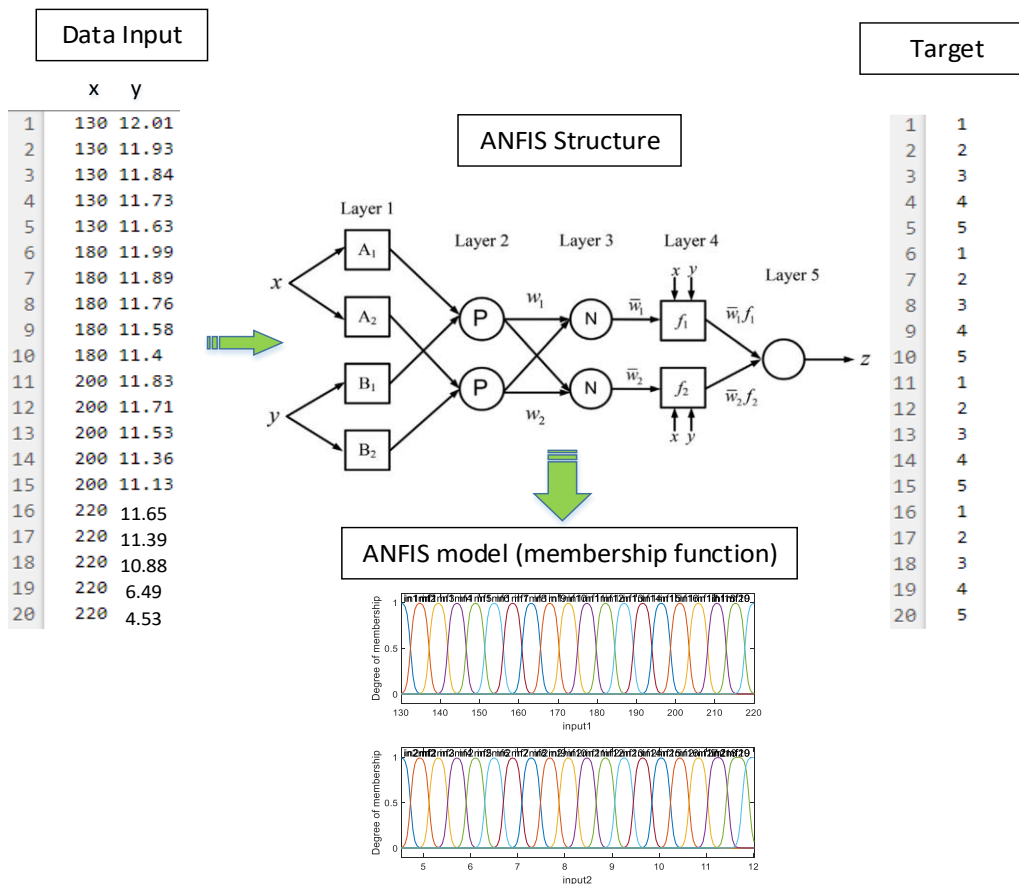 Data Input
x y
1 130 12.01
2 130 11.93
3 130 11.84
4 130 11.73
5 130 11.63
6 180 11.99
7 180 11.89
8 180 11.76
9 180 11.58
10 180 11.4
11 200 11.83
12 200 11.71
13 200 11.53
14 200 11.36
15 200 11.13
16 220 11.65
17 220 11.39
18 220 10.88
19 220 6.49
20 220 4.53
ANFIS Structure
Layer 1
Layer 2
Layer 3
Layer 4
Layer 5
x
y
A₁
A₂
B₁
B₂
P
P
w₁
w₂
N
N
w̅₁
w̅₂
x y
f₁
f₂
x y
w̅₁f₁
w̅₂f₂
z
Target
1 1
2 2
3 3
4 4
5 5
6 1
7 2
8 3
9 4
10 5
11 1
12 2
13 3
14 4
15 5
16 1
17 2
18 3
19 4
20 5
ANFIS model (membership function)
Degree of membership
1
0.5
0
130 140 150 160 170 180 190 200 210 220
input1
Degree of membership
1
0.5
0
5 6 7 8 9 10 11 12
input2